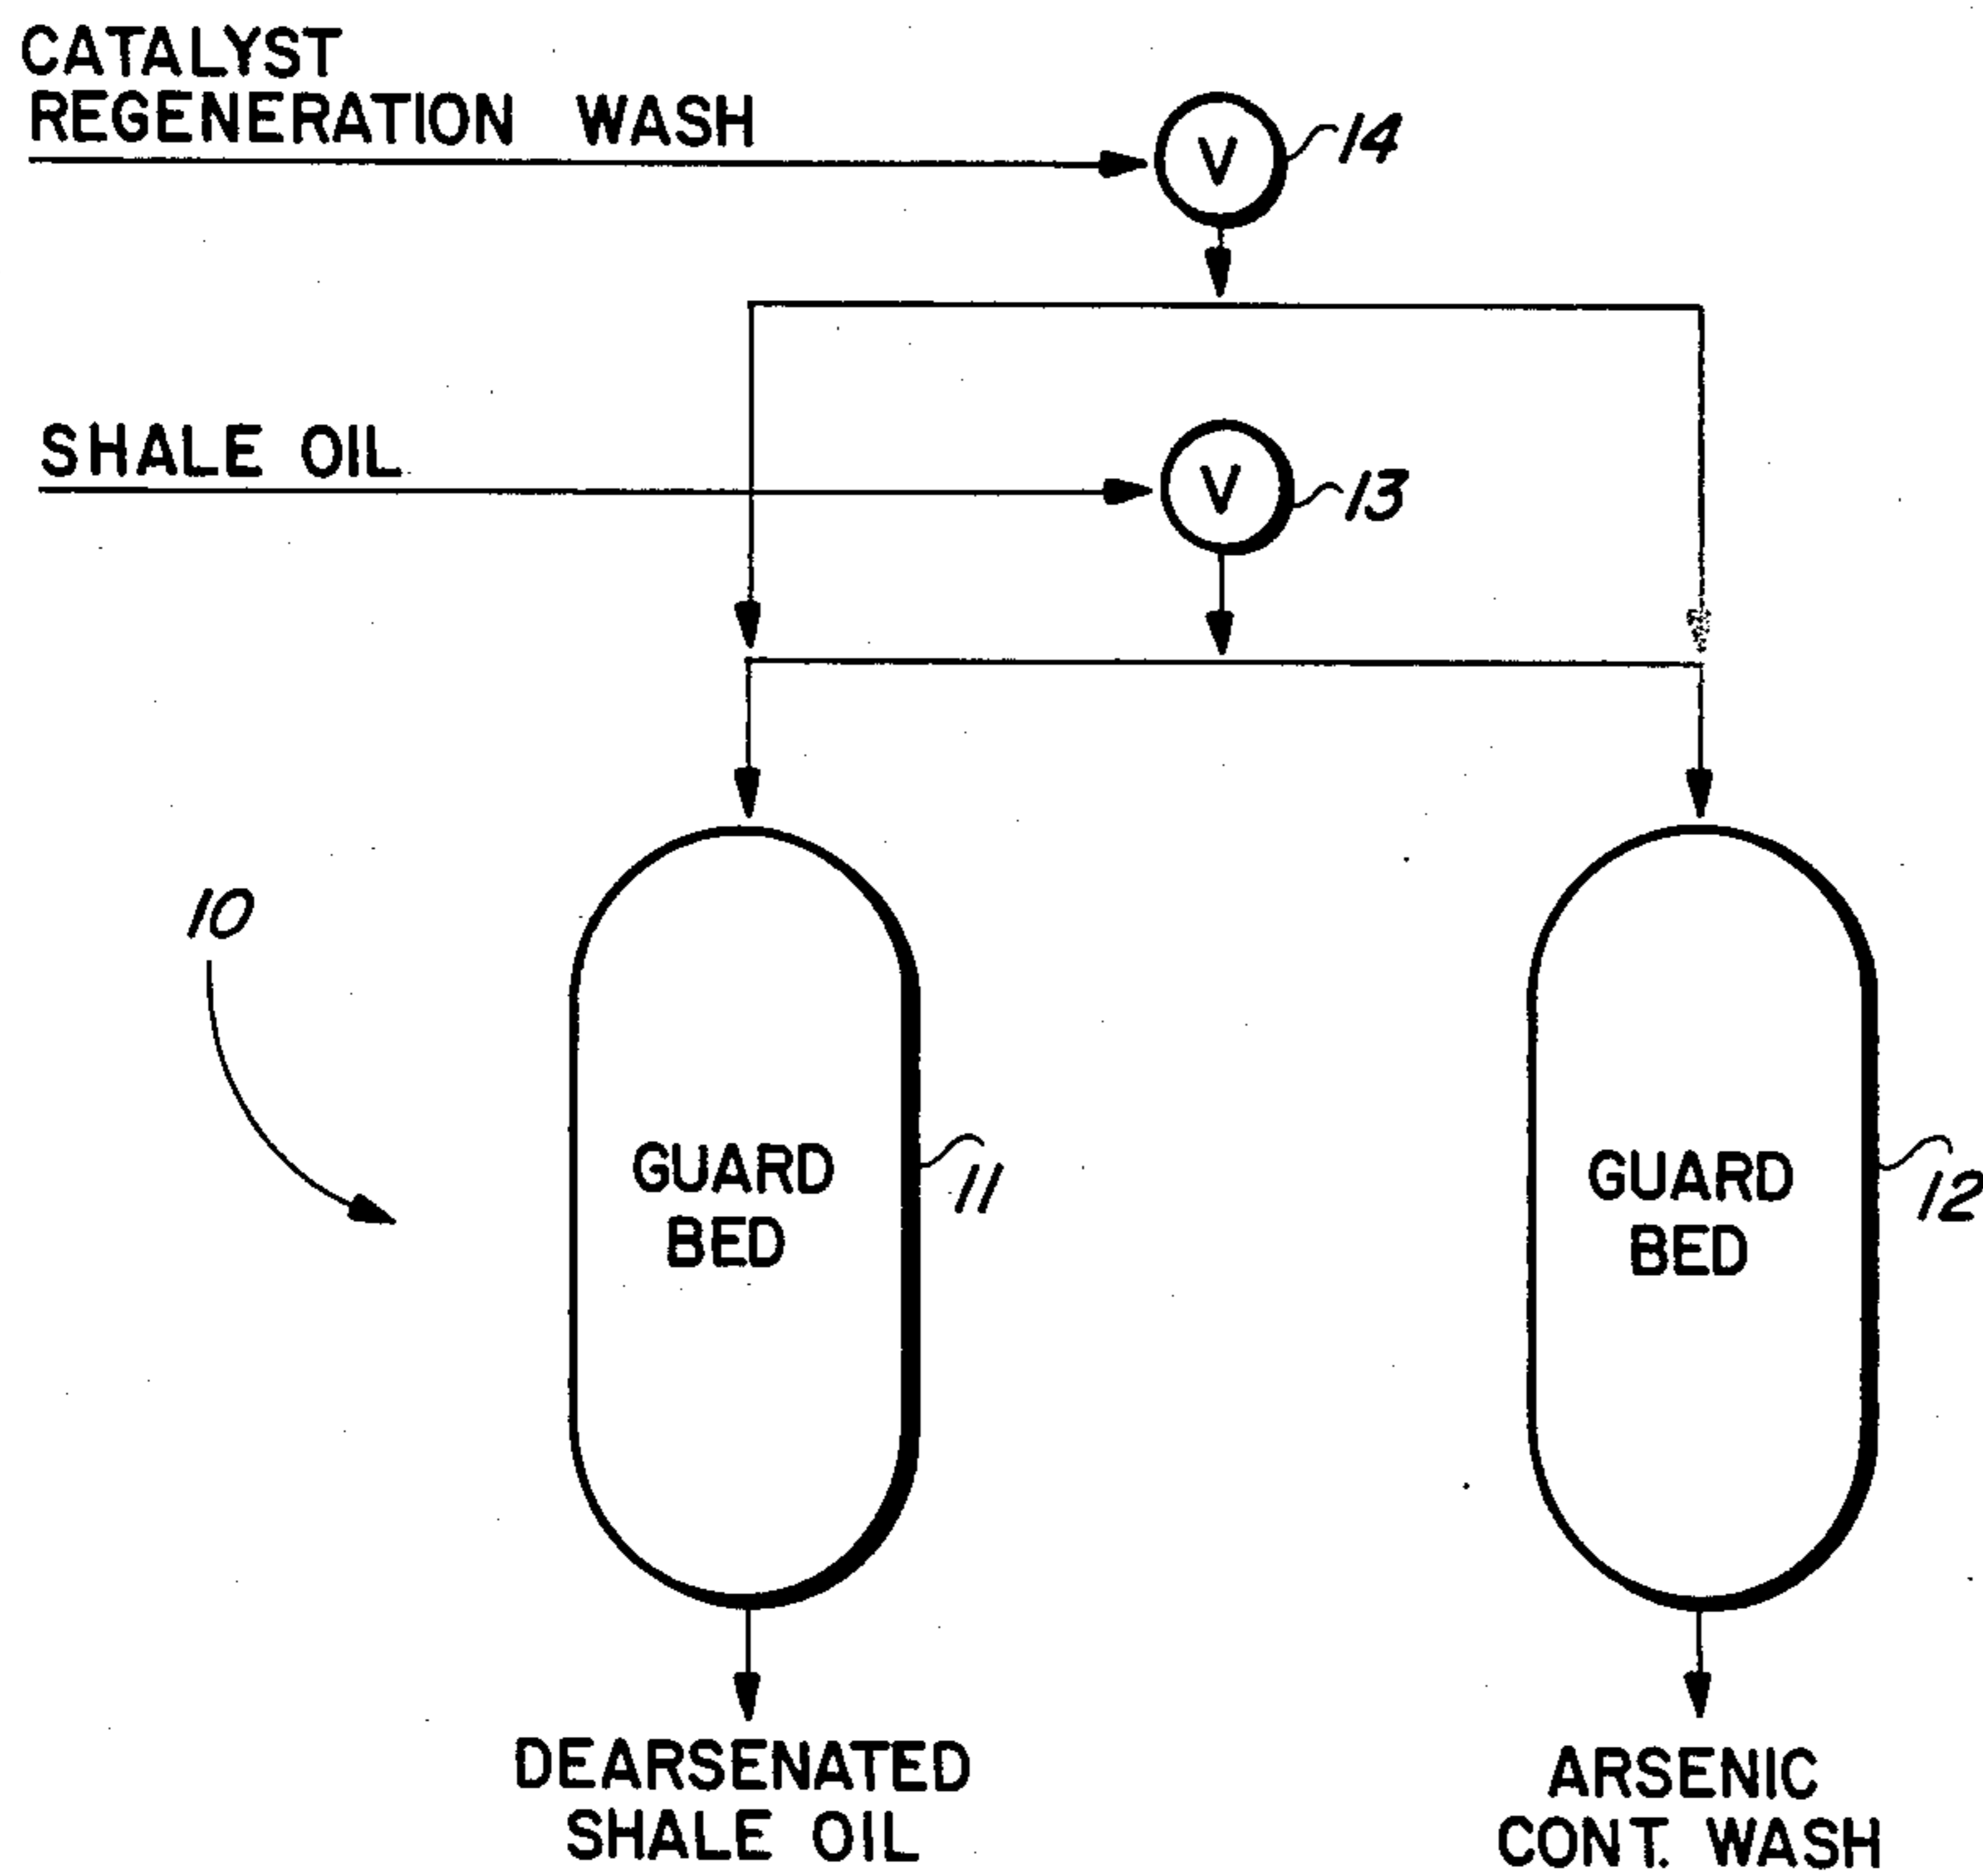 CATALYST
REGENERATION WASH
V
14
SHALE OIL
V
13
10
GUARD
BED
11
GUARD
BED
12
DEARSENATED
SHALE OIL
ARSENIC
CONT. WASH